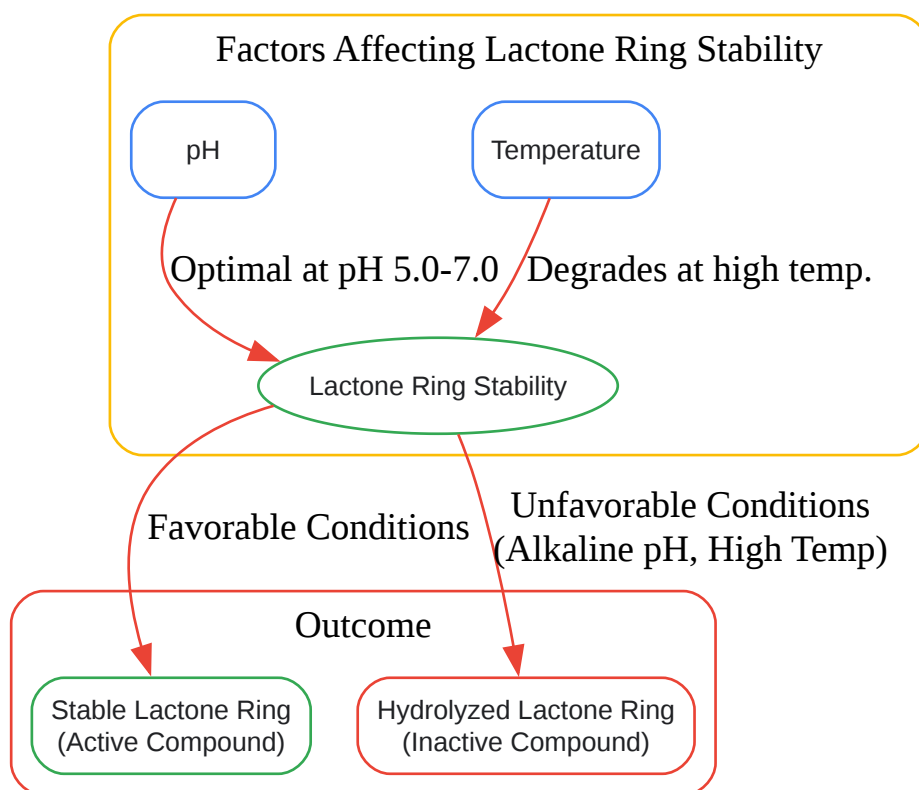 Factors Affecting Lactone Ring Stability
pH
Temperature
Optimal at pH 5.0-7.0
Degrades at high temp.
Lactone Ring Stability
Favorable Conditions
Unfavorable Conditions
(Alkaline pH, High Temp)
Outcome
Stable Lactone Ring
(Active Compound)
Hydrolyzed Lactone Ring
(Inactive Compound)